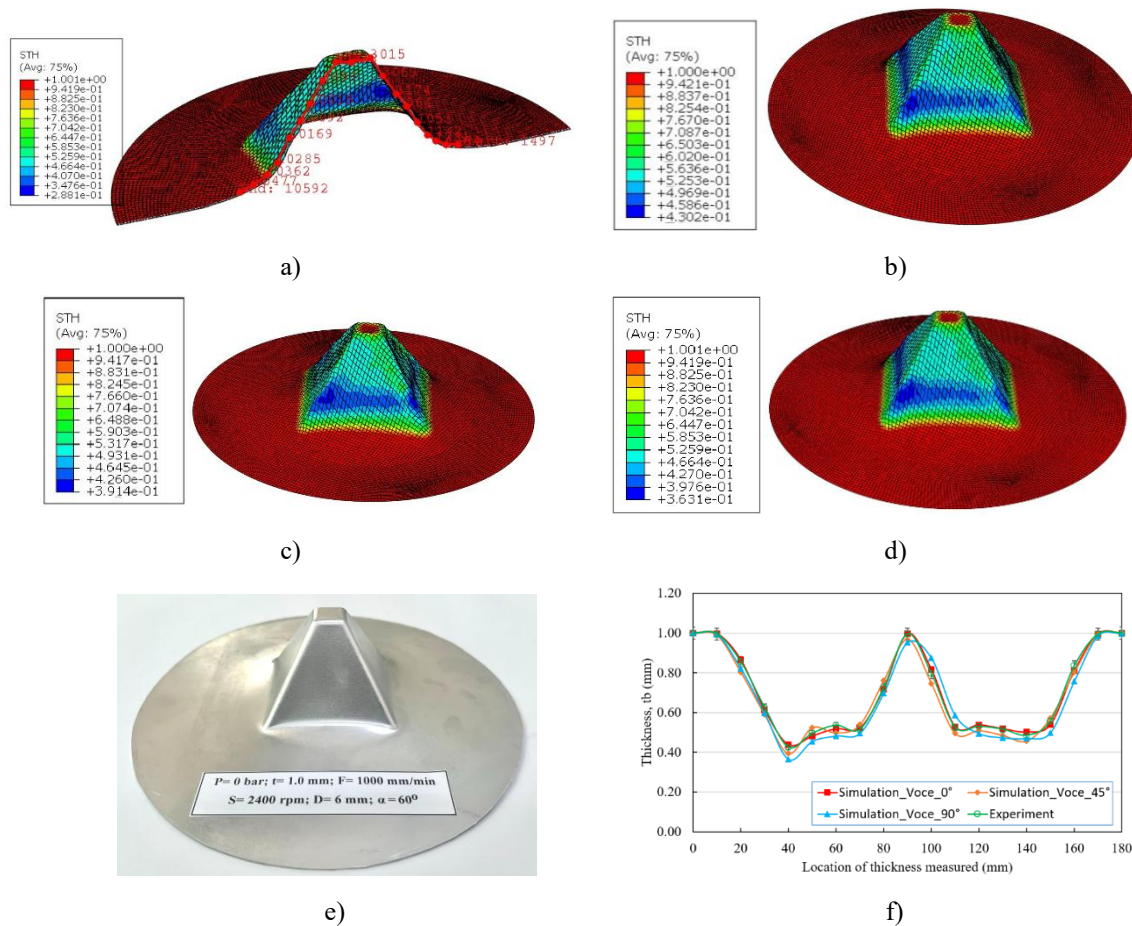 STH
(Avg: 75%)
+1.001e+00
+9.419e-01
+8.825e-01
+8.230e-01
+7.636e-01
+7.042e-01
+6.447e-01
+5.853e-01
+5.259e-01
+4.664e-01
+4.070e-01
+3.476e-01
+2.881e-01
3015
0169
0285
0362
1497
10592
a)
STH
(Avg: 75%)
+1.000e+00
+9.421e-01
+8.837e-01
+8.254e-01
+7.670e-01
+7.087e-01
+6.503e-01
+6.020e-01
+5.636e-01
+5.253e-01
+4.969e-01
+4.586e-01
+4.302e-01
b)
STH
(Avg: 75%)
+1.000e+00
+9.417e-01
+8.831e-01
+8.245e-01
+7.660e-01
+7.074e-01
+6.488e-01
+5.903e-01
+5.317e-01
+4.931e-01
+4.645e-01
+4.260e-01
+3.914e-01
c)
STH
(Avg: 75%)
+1.001e+00
+9.419e-01
+8.825e-01
+8.230e-01
+7.636e-01
+7.042e-01
+6.447e-01
+5.853e-01
+5.259e-01
+4.664e-01
+4.270e-01
+3.976e-01
+3.631e-01
d)
P= 0 bar; t= 1.0 mm; F= 1000 mm/min
S= 2400 rpm; D= 6 mm; α = 60⁰
e)
Thickness, tb (mm)
1.20
1.00
0.80
0.60
0.40
0.20
0.00
Simulation_Voce_0° Simulation_Voce_45°
Simulation_Voce_90° Experiment
0 20 40 60 80 100 120 140 160 180
Location of thickness measured (mm)
f)